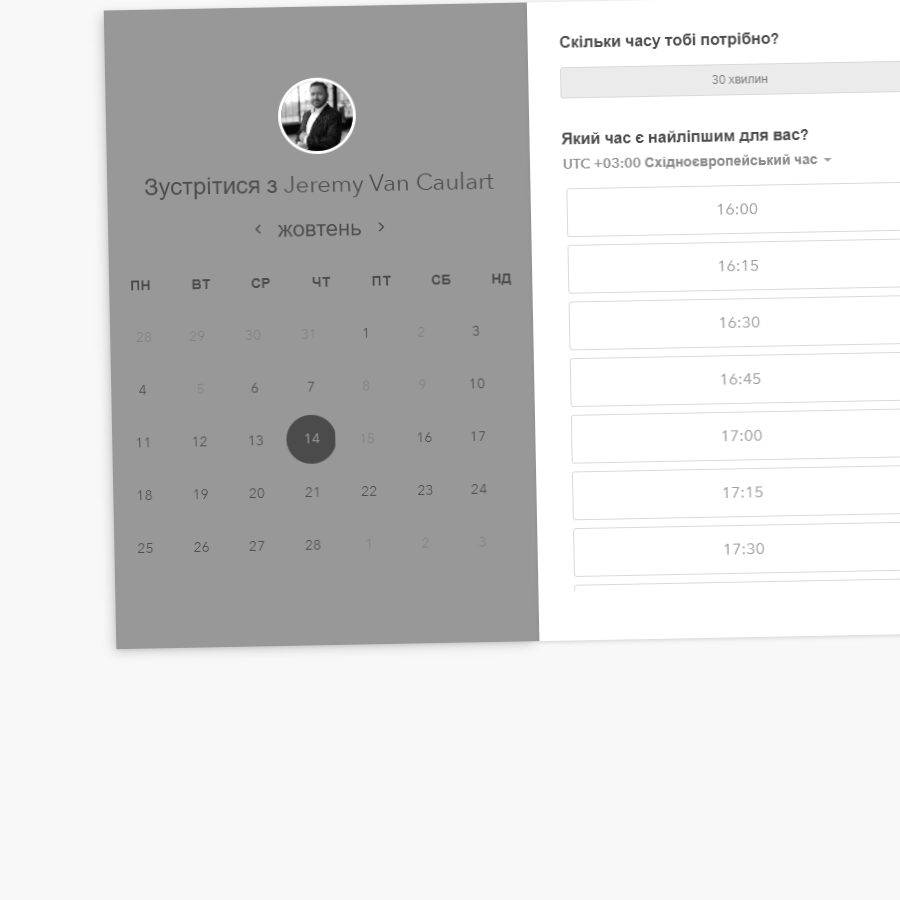 Зустрітися з Jeremy Van Caulart
жовтень
ПН ВТ СР ЧТ ПТ СБ НД
28 29 30 31 1 2 3
4 5 6 7 8 9 10
11 12 13 14 15 16 17
18 19 20 21 22 23 24
25 26 27 28 1 2 3
Скільки часу тобі потрібно?
30 хвилин
Який час є найліпшим для вас?
UTC +03:00 Східноєвропейський час
16:00
16:15
16:30
16:45
17:00
17:15
17:30